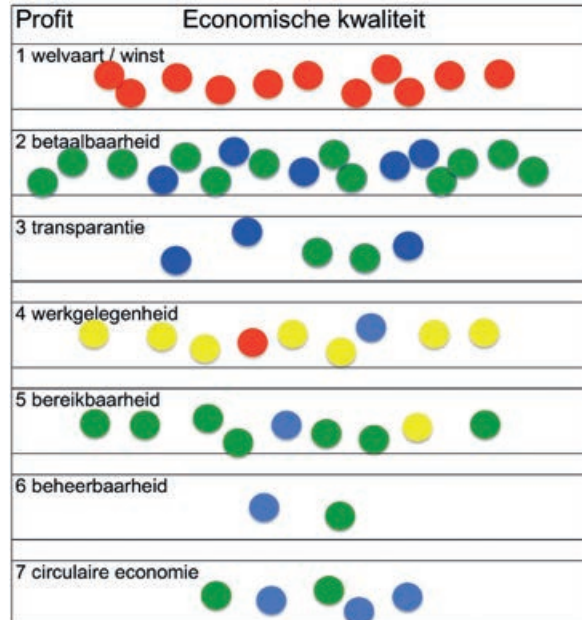 Profit Economische kwaliteit
1 welvaart / winst
2 betaalbaarheid
3 transparantie
4 werkgelegenheid
5 bereikbaarheid
6 beheerbaarheid
7 circulaire economie